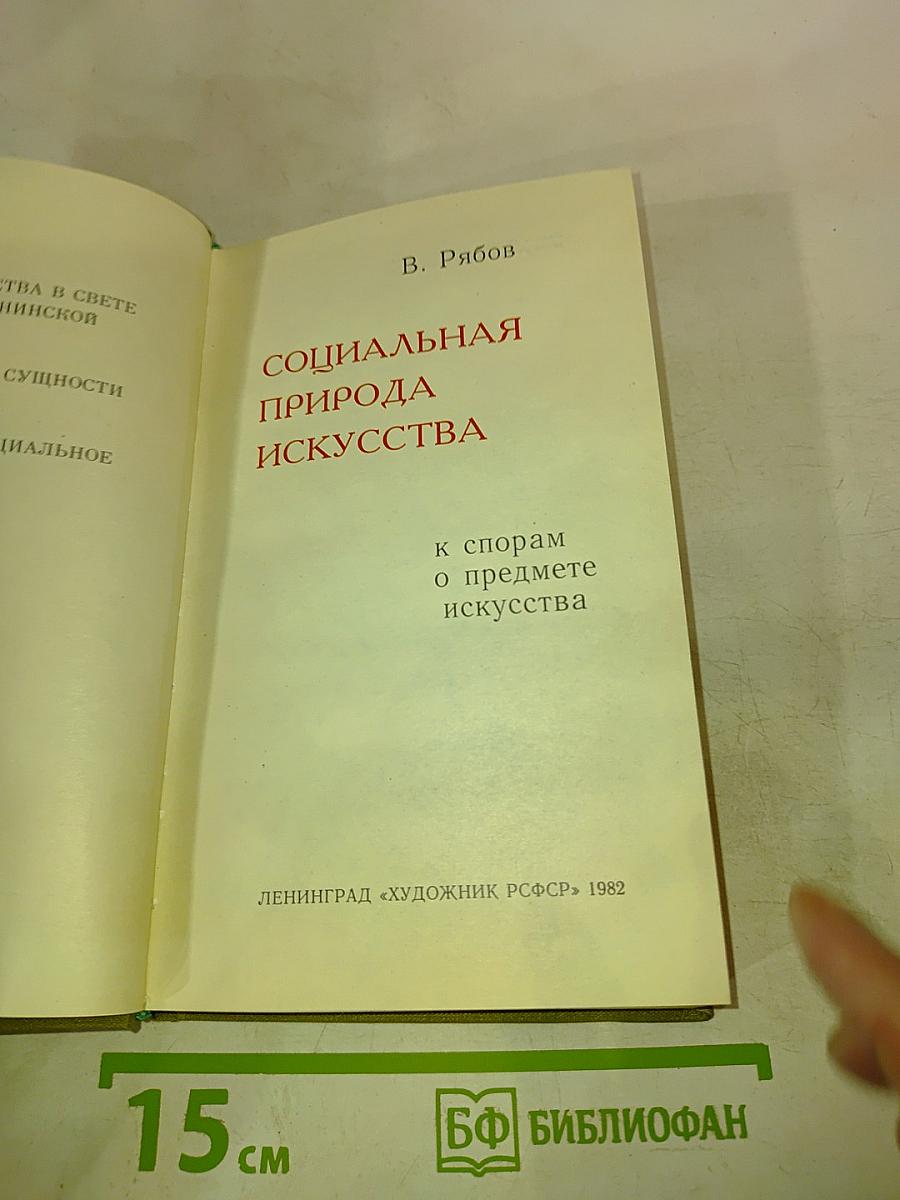 СТВА В СВЕТЕ
НИНСКОЙ
СУЩНОСТИ
ЦИАЛЬНОЕ
В. Рябов
СОЦИАЛЬНАЯ
ПРИРОДА
ИСКУССТВА
к спорам
о предмете
искусства
ЛЕНИНГРАД «ХУДОЖНИК РСФСР» 1982
15 см
БФ БИБЛИОФАН